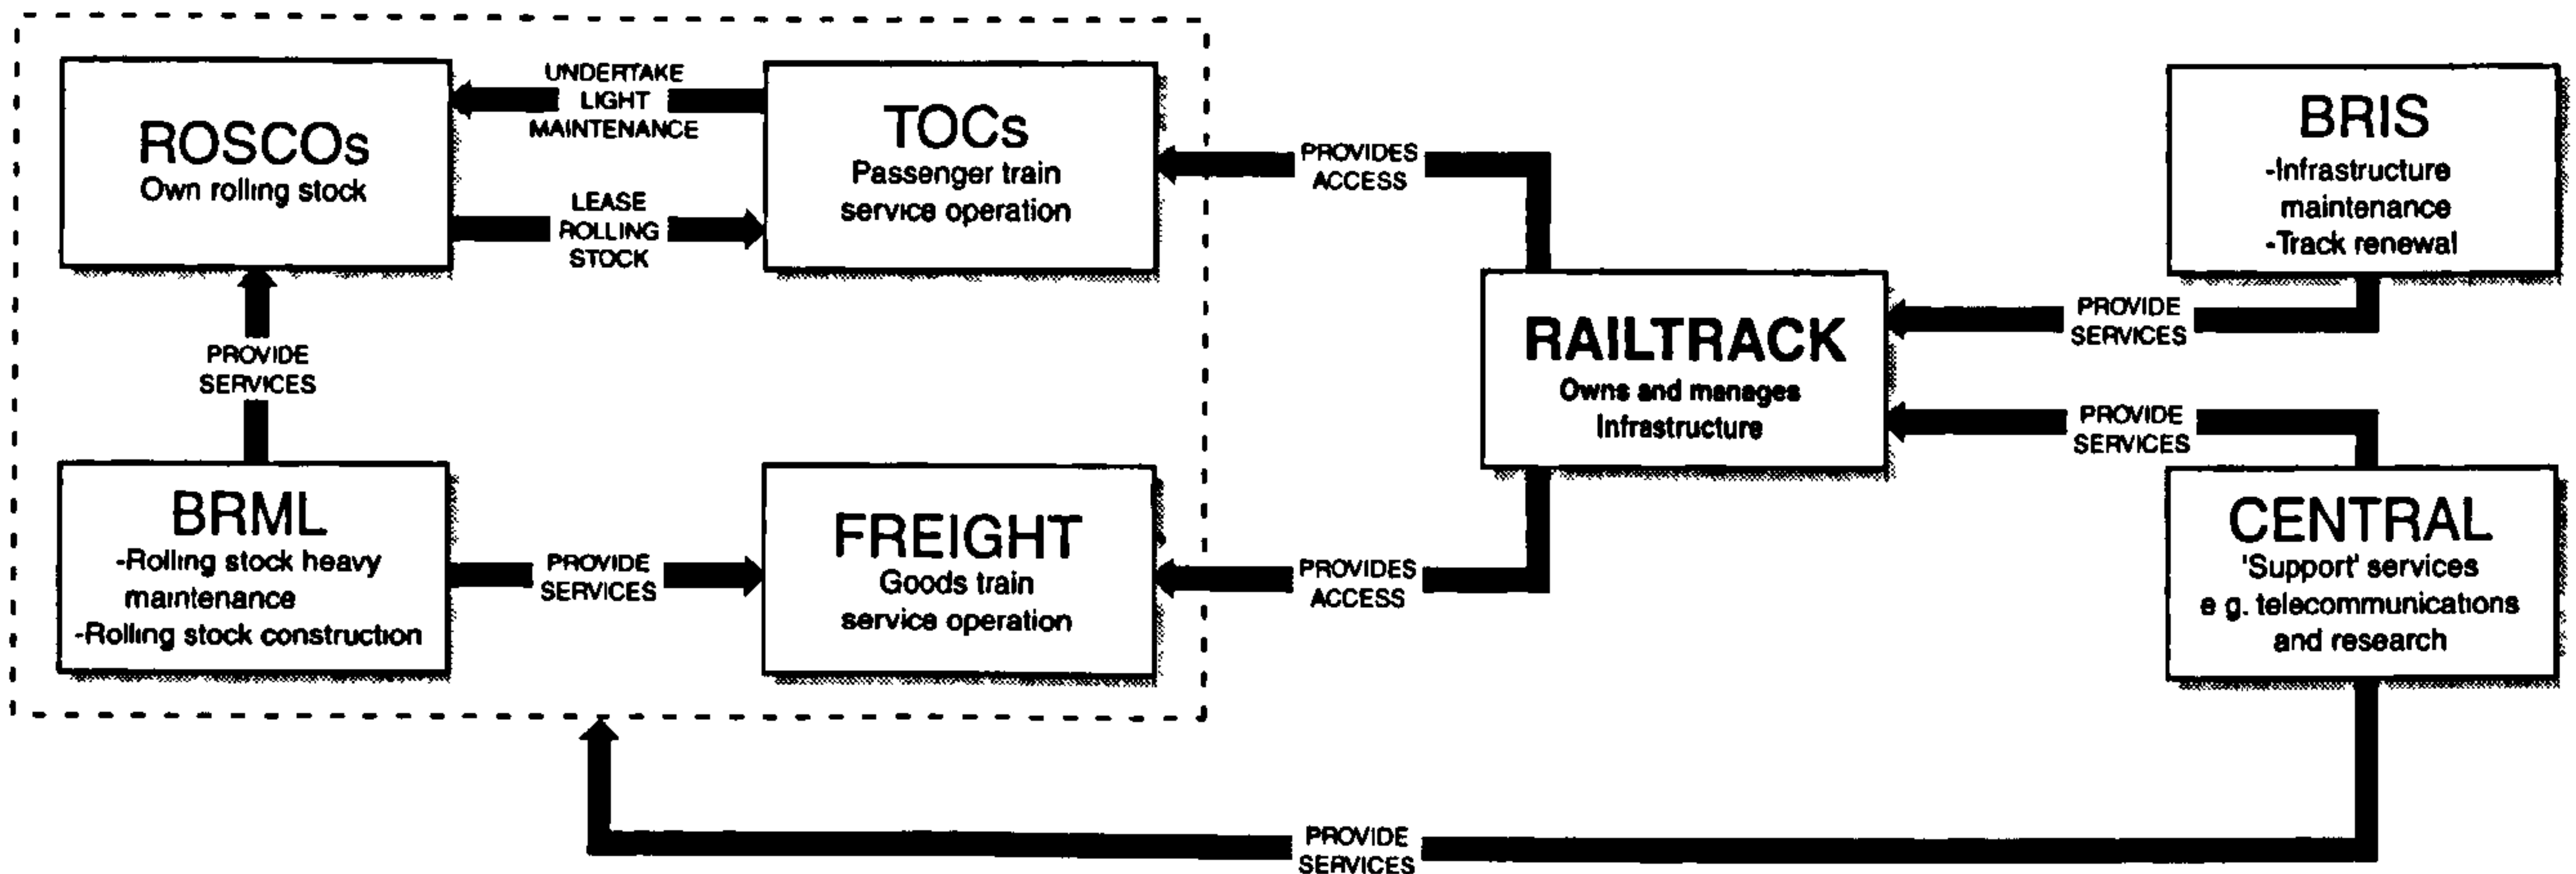 ROSCOs
Own rolling stock
UNDERTAKE
LIGHT
MAINTENANCE
LEASE
ROLLING
STOCK
TOCs
Passenger train
service operation
PROVIDES
ACCESS
BRIS
-Infrastructure
maintenance
-Track renewal
PROVIDE
SERVICES
RAILTRACK
Owns and manages
Infrastructure
PROVIDE
SERVICES
PROVIDE
SERVICES
BRML
-Rolling stock heavy
maintenance
-Rolling stock construction
PROVIDE
SERVICES
FREIGHT
Goods train
service operation
PROVIDES
ACCESS
CENTRAL
'Support' services
e g. telecommunications
and research
PROVIDE
SERVICES